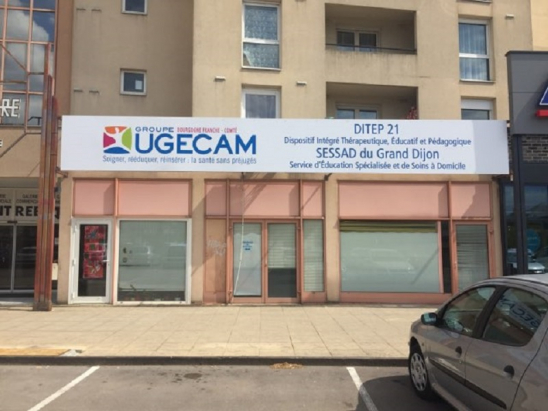 GROUPE BOURGOGNE FRANCHE - COMTÉ
UGECAM
Soigner, rééduquer, réinsérer : la santé sans préjugés
DITEP 21
Dispositif Intégré Thérapeutique, Éducatif et Pédagogique
SESSAD du Grand Dijon
Service d'Éducation Spécialisée et de Soins à Domicile